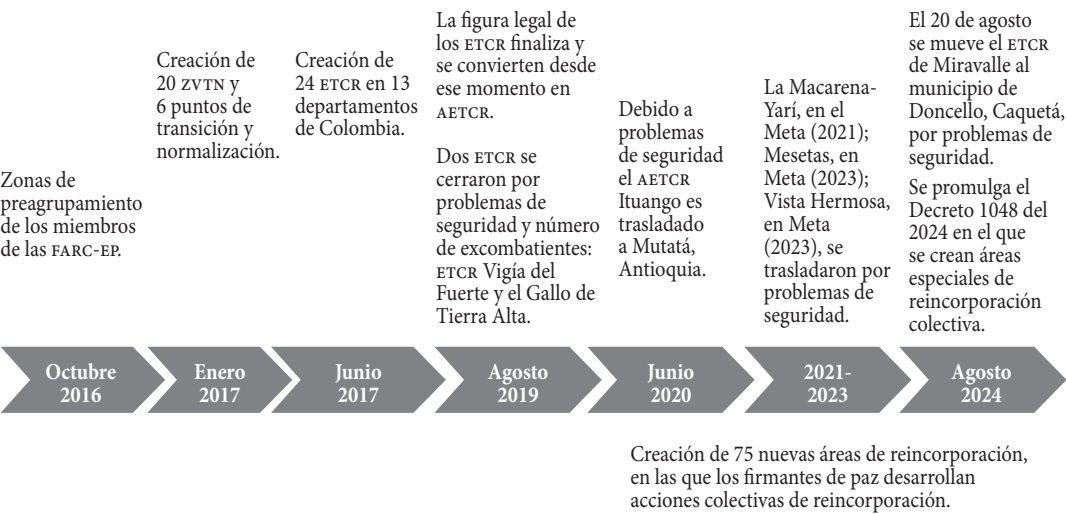 Zonas de
preagrupamiento
de los miembros
de las FARC-EP.
Creación de
20 ZVTN y
6 puntos de
transición y
normalización.
Creación de
24 ETCR en 13
departamentos
de Colombia.
La figura legal de
los ETCR finaliza y
se convierten desde
ese momento en
AETCR.
Dos ETCR se
cerraron por
problemas de
seguridad y número
de excombatientes:
ETCR Vigía del
Fuerte y el Gallo de
Tierra Alta.
Debido a
problemas
de seguridad
el AETCR
Ituango es
trasladado
a Mutatá,
Antioquia.
La Macarena-
Yarí, en el
Meta (2021);
Mesetas, en
Meta (2023);
Vista Hermosa,
en Meta
(2023), se
trasladaron por
problemas de
seguridad.
El 20 de agosto
se mueve el ETCR
de Miravalle al
municipio de
Doncello, Caquetá,
por problemas de
seguridad.
Se promulga el
Decreto 1048 del
2024 en el que
se crean áreas
especiales de
reincorporación
colectiva.
Octubre
2016
Enero
2017
Junio
2017
Agosto
2019
Junio
2020
2021-
2023
Agosto
2024
Creación de 75 nuevas áreas de reincorporación,
en las que los firmantes de paz desarrollan
acciones colectivas de reincorporación.